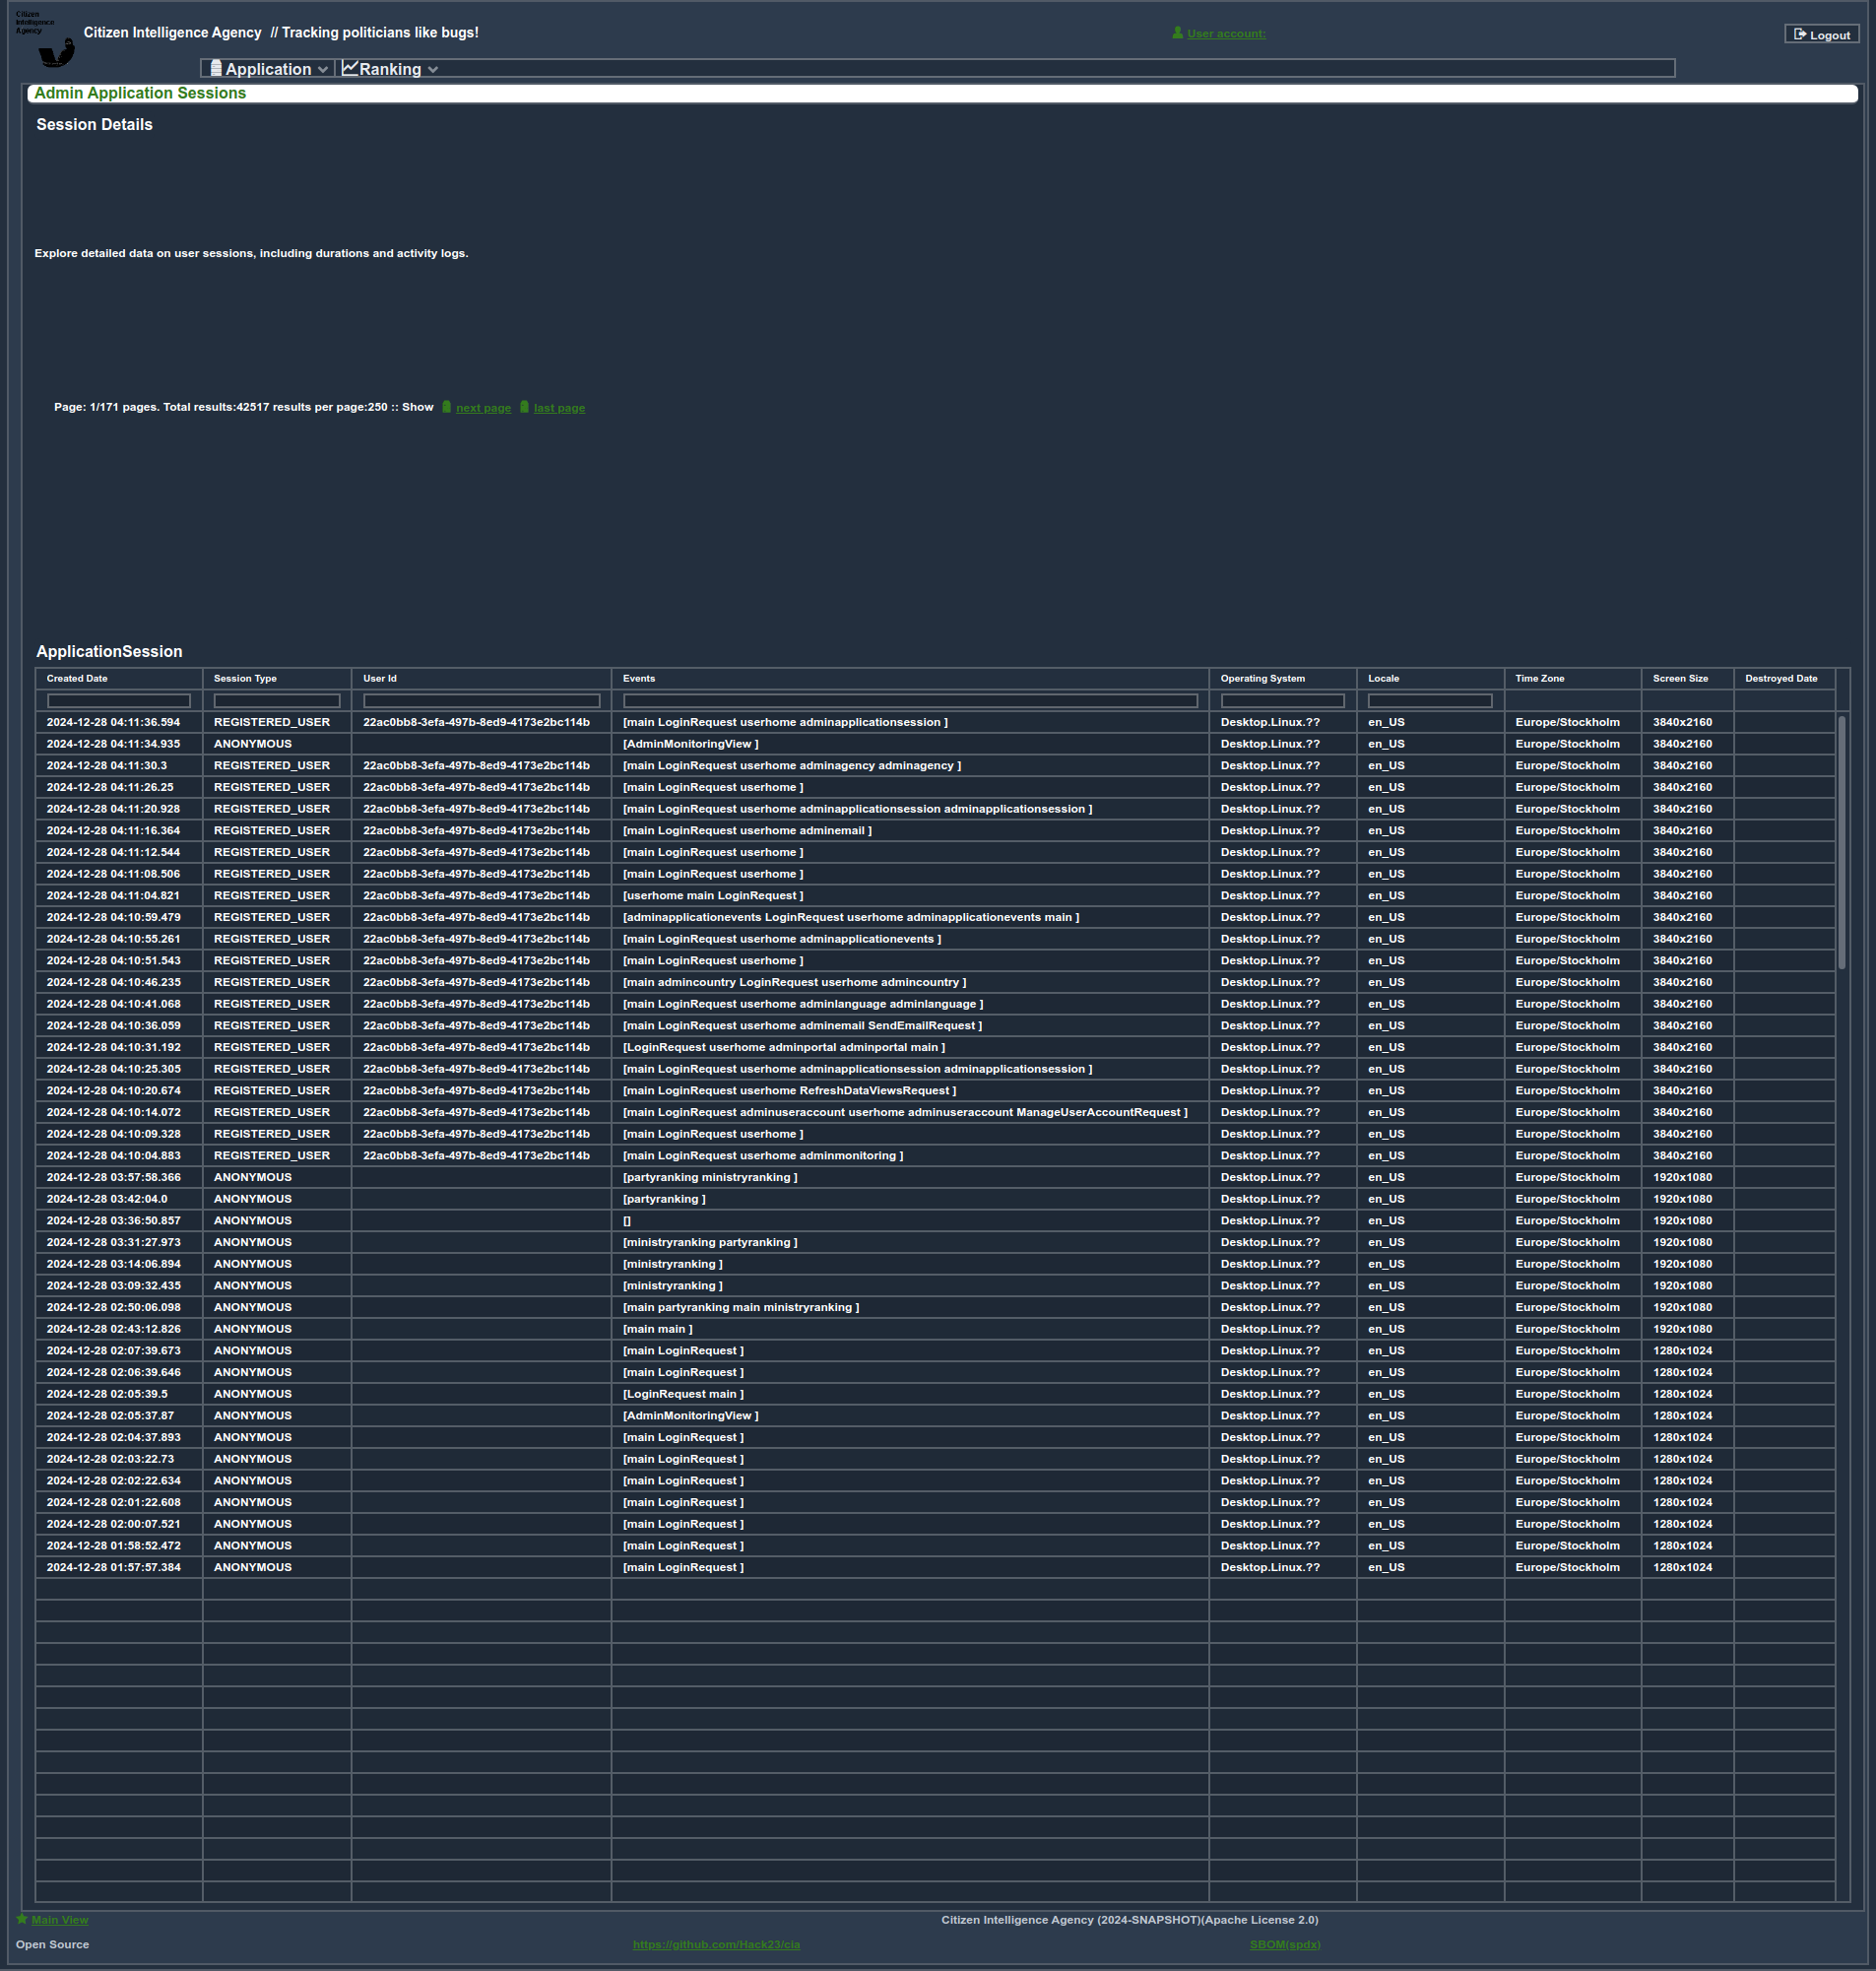 Citizen
Intelligence
Agency
Citizen Intelligence Agency // Tracking politicians like bugs!
User account:
Logout
Application Ranking
Admin Application Sessions
Session Details
Explore detailed data on user sessions, including durations and activity logs.
Page: 1/171 pages. Total results:42517 results per page:250 :: Show next page last page
ApplicationSession
Created Date Session Type User Id Events Operating System Locale Time Zone Screen Size Destroyed Date
2024-12-28 04:11:36.594 REGISTERED_USER 22ac0bb8-3efa-497b-8ed9-4173e2bc114b [main LoginRequest userhome adminapplicationsession ] Desktop.Linux.?? en_US Europe/Stockholm 3840x2160
2024-12-28 04:11:34.935 ANONYMOUS [AdminMonitoringView ] Desktop.Linux.?? en_US Europe/Stockholm 3840x2160
2024-12-28 04:11:30.3 REGISTERED_USER 22ac0bb8-3efa-497b-8ed9-4173e2bc114b [main LoginRequest userhome adminagency adminagency ] Desktop.Linux.?? en_US Europe/Stockholm 3840x2160
2024-12-28 04:11:26.25 REGISTERED_USER 22ac0bb8-3efa-497b-8ed9-4173e2bc114b [main LoginRequest userhome ] Desktop.Linux.?? en_US Europe/Stockholm 3840x2160
2024-12-28 04:11:20.928 REGISTERED_USER 22ac0bb8-3efa-497b-8ed9-4173e2bc114b [main LoginRequest userhome adminapplicationsession adminapplicationsession ] Desktop.Linux.?? en_US Europe/Stockholm 3840x2160
2024-12-28 04:11:16.364 REGISTERED_USER 22ac0bb8-3efa-497b-8ed9-4173e2bc114b [main LoginRequest userhome adminemail ] Desktop.Linux.?? en_US Europe/Stockholm 3840x2160
2024-12-28 04:11:12.544 REGISTERED_USER 22ac0bb8-3efa-497b-8ed9-4173e2bc114b [main LoginRequest userhome ] Desktop.Linux.?? en_US Europe/Stockholm 3840x2160
2024-12-28 04:11:08.506 REGISTERED_USER 22ac0bb8-3efa-497b-8ed9-4173e2bc114b [main LoginRequest userhome ] Desktop.Linux.?? en_US Europe/Stockholm 3840x2160
2024-12-28 04:11:04.821 REGISTERED_USER 22ac0bb8-3efa-497b-8ed9-4173e2bc114b [userhome main LoginRequest ] Desktop.Linux.?? en_US Europe/Stockholm 3840x2160
2024-12-28 04:10:59.479 REGISTERED_USER 22ac0bb8-3efa-497b-8ed9-4173e2bc114b [adminapplicationevents LoginRequest userhome adminapplicationevents main ] Desktop.Linux.?? en_US Europe/Stockholm 3840x2160
2024-12-28 04:10:55.261 REGISTERED_USER 22ac0bb8-3efa-497b-8ed9-4173e2bc114b [main LoginRequest userhome adminapplicationevents ] Desktop.Linux.?? en_US Europe/Stockholm 3840x2160
2024-12-28 04:10:51.543 REGISTERED_USER 22ac0bb8-3efa-497b-8ed9-4173e2bc114b [main LoginRequest userhome ] Desktop.Linux.?? en_US Europe/Stockholm 3840x2160
2024-12-28 04:10:46.235 REGISTERED_USER 22ac0bb8-3efa-497b-8ed9-4173e2bc114b [main admincountry LoginRequest userhome admincountry ] Desktop.Linux.?? en_US Europe/Stockholm 3840x2160
2024-12-28 04:10:41.068 REGISTERED_USER 22ac0bb8-3efa-497b-8ed9-4173e2bc114b [main LoginRequest userhome adminlanguage adminlanguage ] Desktop.Linux.?? en_US Europe/Stockholm 3840x2160
2024-12-28 04:10:36.059 REGISTERED_USER 22ac0bb8-3efa-497b-8ed9-4173e2bc114b [main LoginRequest userhome adminemail SendEmailRequest ] Desktop.Linux.?? en_US Europe/Stockholm 3840x2160
2024-12-28 04:10:31.192 REGISTERED_USER 22ac0bb8-3efa-497b-8ed9-4173e2bc114b [LoginRequest userhome adminportal adminportal main ] Desktop.Linux.?? en_US Europe/Stockholm 3840x2160
2024-12-28 04:10:25.305 REGISTERED_USER 22ac0bb8-3efa-497b-8ed9-4173e2bc114b [main LoginRequest userhome adminapplicationsession adminapplicationsession ] Desktop.Linux.?? en_US Europe/Stockholm 3840x2160
2024-12-28 04:10:20.674 REGISTERED_USER 22ac0bb8-3efa-497b-8ed9-4173e2bc114b [main LoginRequest userhome RefreshDataViewsRequest ] Desktop.Linux.?? en_US Europe/Stockholm 3840x2160
2024-12-28 04:10:14.072 REGISTERED_USER 22ac0bb8-3efa-497b-8ed9-4173e2bc114b [main LoginRequest adminuseraccount userhome adminuseraccount ManageUserAccountRequest ] Desktop.Linux.?? en_US Europe/Stockholm 3840x2160
2024-12-28 04:10:09.328 REGISTERED_USER 22ac0bb8-3efa-497b-8ed9-4173e2bc114b [main LoginRequest userhome ] Desktop.Linux.?? en_US Europe/Stockholm 3840x2160
2024-12-28 04:10:04.883 REGISTERED_USER 22ac0bb8-3efa-497b-8ed9-4173e2bc114b [main LoginRequest userhome adminmonitoring ] Desktop.Linux.?? en_US Europe/Stockholm 3840x2160
2024-12-28 03:57:58.366 ANONYMOUS [partyranking ministryranking ] Desktop.Linux.?? en_US Europe/Stockholm 1920x1080
2024-12-28 03:42:04.0 ANONYMOUS [partyranking ] Desktop.Linux.?? en_US Europe/Stockholm 1920x1080
2024-12-28 03:36:50.857 ANONYMOUS [] Desktop.Linux.?? en_US Europe/Stockholm 1920x1080
2024-12-28 03:31:27.973 ANONYMOUS [ministryranking partyranking ] Desktop.Linux.?? en_US Europe/Stockholm 1920x1080
2024-12-28 03:14:06.894 ANONYMOUS [ministryranking ] Desktop.Linux.?? en_US Europe/Stockholm 1920x1080
2024-12-28 03:09:32.435 ANONYMOUS [ministryranking ] Desktop.Linux.?? en_US Europe/Stockholm 1920x1080
2024-12-28 02:50:06.098 ANONYMOUS [main partyranking main ministryranking ] Desktop.Linux.?? en_US Europe/Stockholm 1920x1080
2024-12-28 02:43:12.826 ANONYMOUS [main main ] Desktop.Linux.?? en_US Europe/Stockholm 1920x1080
2024-12-28 02:07:39.673 ANONYMOUS [main LoginRequest ] Desktop.Linux.?? en_US Europe/Stockholm 1280x1024
2024-12-28 02:06:39.646 ANONYMOUS [main LoginRequest ] Desktop.Linux.?? en_US Europe/Stockholm 1280x1024
2024-12-28 02:05:39.5 ANONYMOUS [LoginRequest main ] Desktop.Linux.?? en_US Europe/Stockholm 1280x1024
2024-12-28 02:05:37.87 ANONYMOUS [AdminMonitoringView ] Desktop.Linux.?? en_US Europe/Stockholm 1280x1024
2024-12-28 02:04:37.893 ANONYMOUS [main LoginRequest ] Desktop.Linux.?? en_US Europe/Stockholm 1280x1024
2024-12-28 02:03:22.73 ANONYMOUS [main LoginRequest ] Desktop.Linux.?? en_US Europe/Stockholm 1280x1024
2024-12-28 02:02:22.634 ANONYMOUS [main LoginRequest ] Desktop.Linux.?? en_US Europe/Stockholm 1280x1024
2024-12-28 02:01:22.608 ANONYMOUS [main LoginRequest ] Desktop.Linux.?? en_US Europe/Stockholm 1280x1024
2024-12-28 02:00:07.521 ANONYMOUS [main LoginRequest ] Desktop.Linux.?? en_US Europe/Stockholm 1280x1024
2024-12-28 01:58:52.472 ANONYMOUS [main LoginRequest ] Desktop.Linux.?? en_US Europe/Stockholm 1280x1024
2024-12-28 01:57:57.384 ANONYMOUS [main LoginRequest ] Desktop.Linux.?? en_US Europe/Stockholm 1280x1024
Main View Citizen Intelligence Agency (2024-SNAPSHOT)(Apache License 2.0)
Open Source https://github.com/Hack23/cia SBOM(spdx)